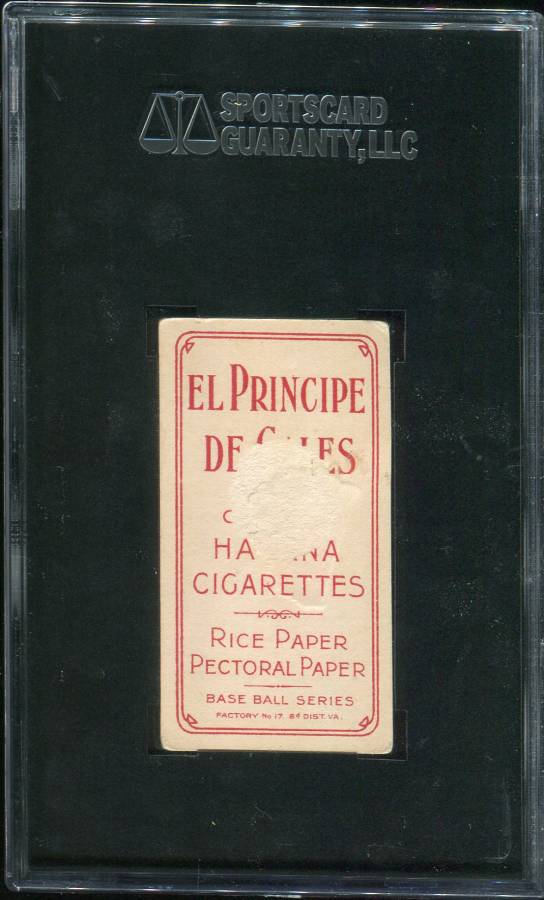 SPORTSCARD
GUARANTY, LLC
EL PRINCIPE
DE
CIGARETTES
RICE PAPER
PECTORAL PAPER
BASE BALL SERIES
FACTORY No 17 8d DIST. VA.